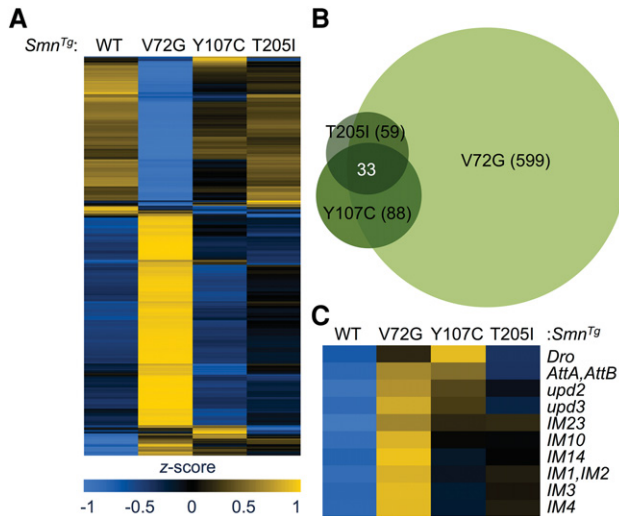 A
Smn^Tg: WT V72G Y107C T205I
z-score
-1 -0.5 0 0.5 1
B
T205I (59)
33
V72G (599)
Y107C (88)
C
WT V72G Y107C T205I :Smn^Tg
Dro
AttA,AttB
upd2
upd3
IM23
IM10
IM14
IM1,IM2
IM3
IM4